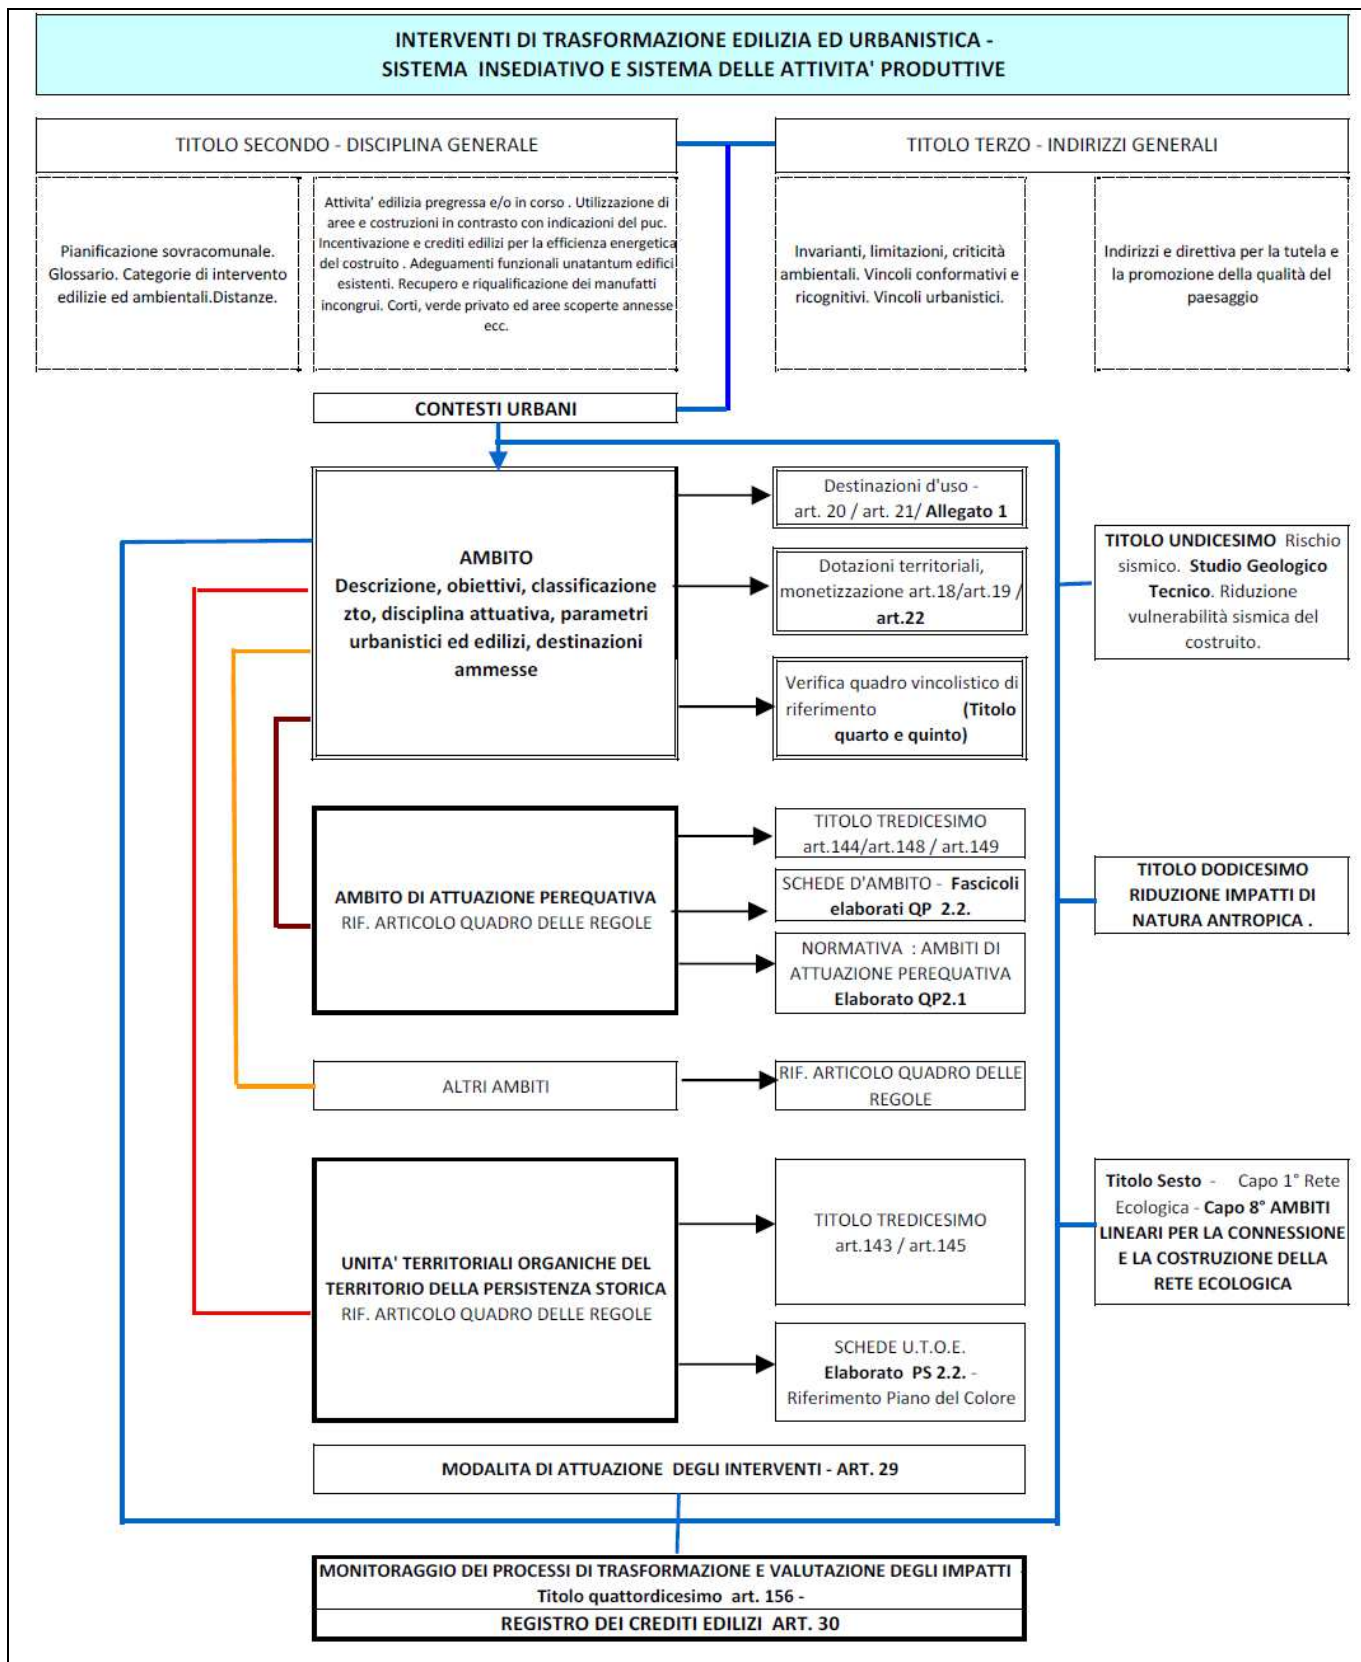 INTERVENTI DI TRASFORMAZIONE EDILIZIA ED URBANISTICA -
SISTEMA INSEDIATIVO E SISTEMA DELLE ATTIVITA' PRODUTTIVE
TITOLO SECONDO - DISCIPLINA GENERALE
TITOLO TERZO - INDIRIZZI GENERALI
Pianificazione sovracomunale.
Glossario. Categorie di intervento
edilizie ed ambientali.Distanze.
Attivita' edilizia pregressa e/o in corso . Utilizzazione di
aree e costruzioni in contrasto con indicazioni del puc.
Incentivazione e crediti edilizi per la efficienza energetica
del costruito . Adeguamenti funzionali unatantum edifici
esistenti. Recupero e riqualificazione dei manufatti
incongrui. Corti, verde privato ed aree scoperte annesse
ecc.
Invarianti, limitazioni, criticità
ambientali. Vincoli conformativi e
ricognitivi. Vincoli urbanistici.
Indirizzi e direttiva per la tutela e
la promozione della qualità del
paesaggio
CONTESTI URBANI
AMBITO
Descrizione, obiettivi, classificazione
zto, disciplina attuativa, parametri
urbanistici ed edilizi, destinazioni
ammesse
Destinazioni d'uso -
art. 20 / art. 21/ Allegato 1
Dotazioni territoriali,
monetizzazione art.18/art.19 /
art.22
Verifica quadro vincolistico di
riferimento (Titolo
quarto e quinto)
TITOLO UNDICESIMO Rischio
sismico. Studio Geologico
Tecnico. Riduzione
vulnerabilità sismica del
costruito.
AMBITO DI ATTUAZIONE PEREQUATIVA
RIF. ARTICOLO QUADRO DELLE REGOLE
TITOLO TREDICESIMO
art.144/art.148 / art.149
SCHEDE D'AMBITO - Fascicoli
elaborati QP 2.2.
NORMATIVA : AMBITI DI
ATTUAZIONE PEREQUATIVA
Elaborato QP2.1
TITOLO DODICESIMO
RIDUZIONE IMPATTI DI
NATURA ANTROPICA .
ALTRI AMBITI
RIF. ARTICOLO QUADRO DELLE
REGOLE
UNITA' TERRITORIALI ORGANICHE DEL
TERRITORIO DELLA PERSISTENZA STORICA
RIF. ARTICOLO QUADRO DELLE REGOLE
TITOLO TREDICESIMO
art.143 / art.145
SCHEDE U.T.O.E.
Elaborato PS 2.2. -
Riferimento Piano del Colore
Titolo Sesto - Capo 1° Rete
Ecologica - Capo 8° AMBITI
LINEARI PER LA CONNESSIONE
E LA COSTRUZIONE DELLA
RETE ECOLOGICA
MODALITA DI ATTUAZIONE DEGLI INTERVENTI - ART. 29
MONITORAGGIO DEI PROCESSI DI TRASFORMAZIONE E VALUTAZIONE DEGLI IMPATTI -
Titolo quattordicesimo art. 156 -
REGISTRO DEI CREDITI EDILIZI ART. 30